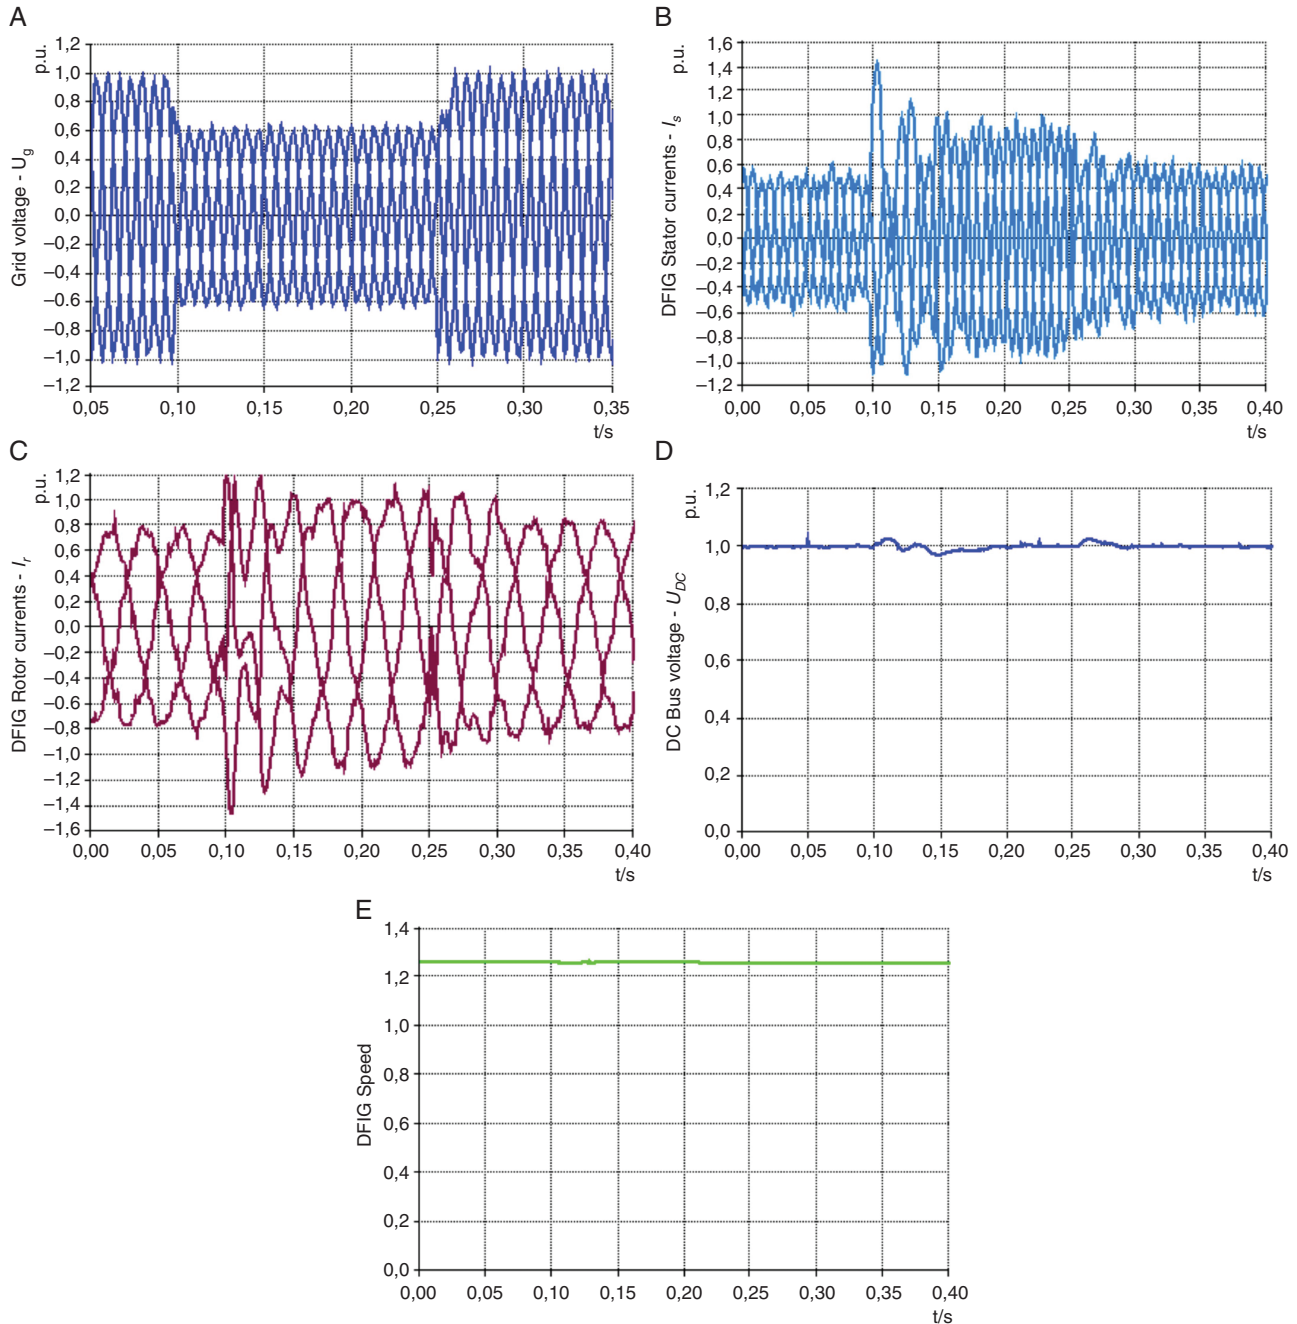 A
p.u.
Grid voltage - Ug
1,2
1,0
0,8
0,6
0,4
0,2
0,0
−0,2
−0,4
−0,6
−0,8
−1,0
−1,2
0,05 0,10 0,15 0,20 0,25 0,30 0,35
t/s
B
p.u.
DFIG Stator currents - Is
1,6
1,4
1,2
1,0
0,8
0,6
0,4
0,2
0,0
−0,2
−0,4
−0,6
−0,8
−1,0
−1,2
0,00 0,05 0,10 0,15 0,20 0,25 0,30 0,35 0,40
t/s
C
p.u.
DFIG Rotor currents - Ir
1,2
1,0
0,8
0,6
0,4
0,2
0,0
−0,2
−0,4
−0,6
−0,8
−1,0
−1,2
−1,4
−1,6
0,00 0,05 0,10 0,15 0,20 0,25 0,30 0,35 0,40
t/s
D
p.u.
DC Bus voltage - UDC
1,2
1,0
0,8
0,6
0,4
0,2
0,0
0,00 0,05 0,10 0,15 0,20 0,25 0,30 0,35 0,40
t/s
E
DFIG Speed
1,4
1,2
1,0
0,8
0,6
0,4
0,2
0,0
0,00 0,05 0,10 0,15 0,20 0,25 0,30 0,35 0,40
t/s